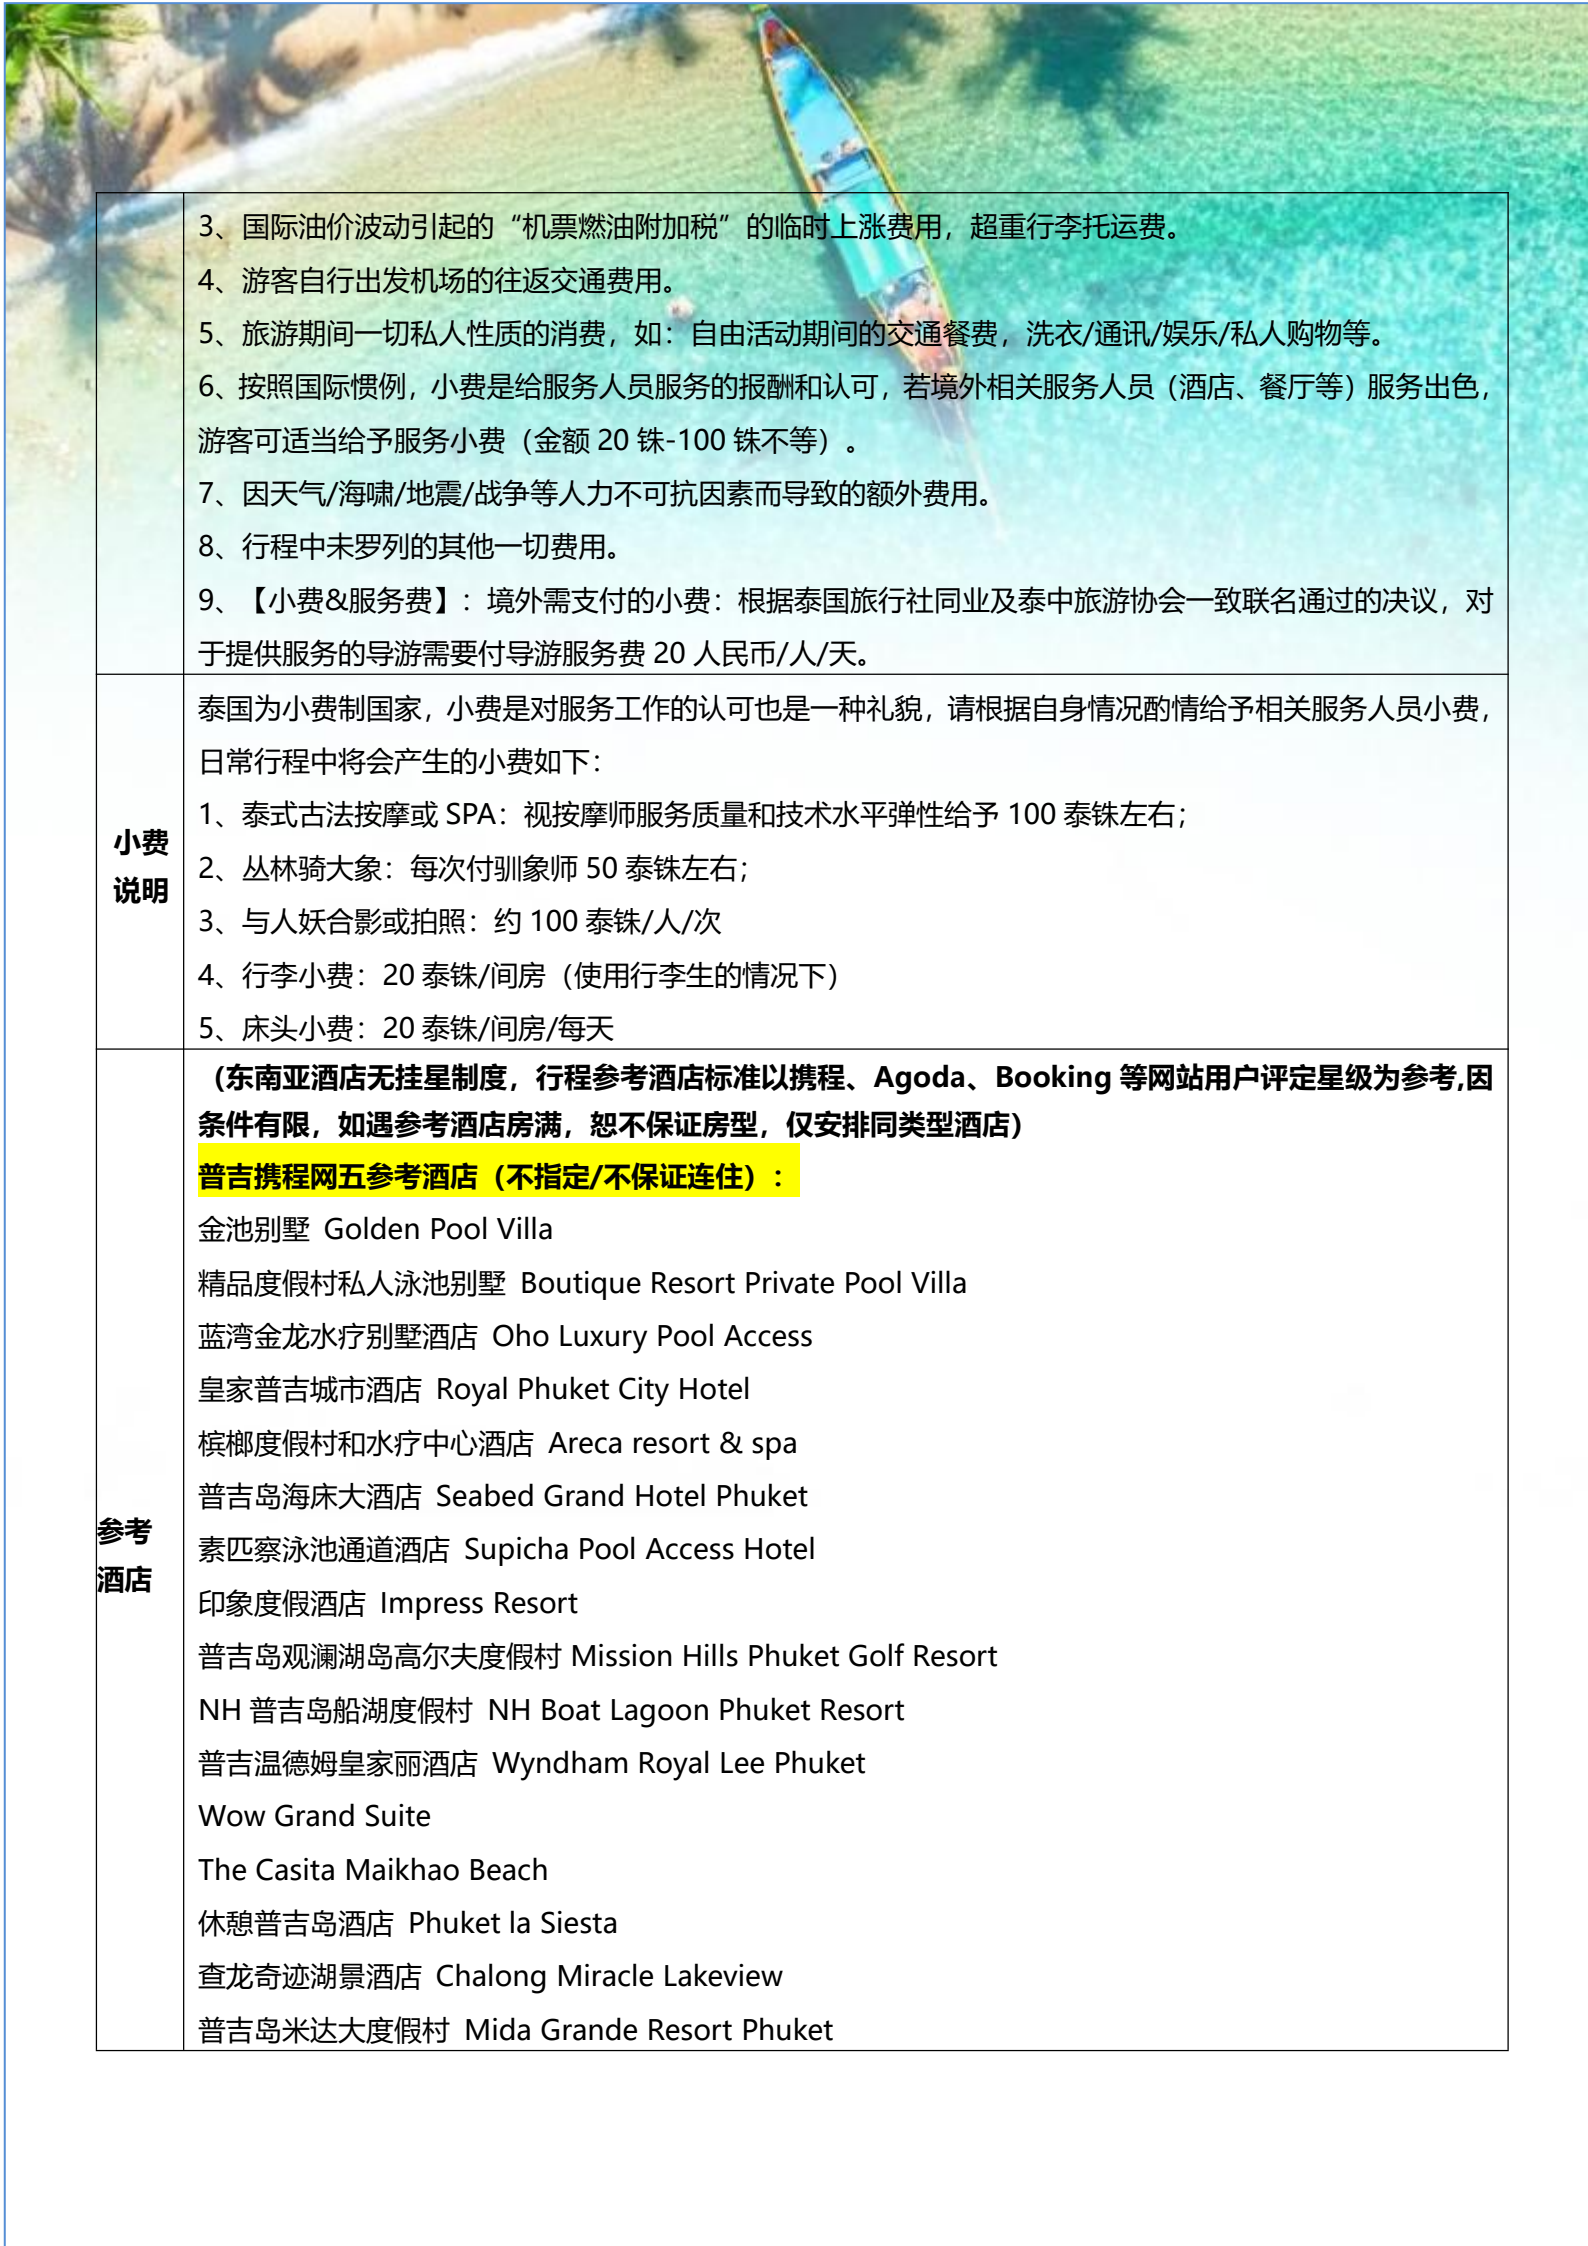 3、国际油价波动引起的“机票燃油附加税”的临时上涨费用，超重行李托运费。
4、游客自行出发机场的往返交通费用。
5、旅游期间一切私人性质的消费，如：自由活动期间的交通餐费，洗衣/通讯/娱乐/私人购物等。
6、按照国际惯例，小费是给服务人员服务的报酬和认可，若境外相关服务人员（酒店、餐厅等）服务出色，
游客可适当给予服务小费（金额 20 铢-100 铢不等）。
7、因天气/海啸/地震/战争等人力不可抗因素而导致的额外费用。
8、行程中未罗列的其他一切费用。
9、【小费&服务费】：境外需支付的小费：根据泰国旅行社同业及泰中旅游协会一致联名通过的决议，对
于提供服务的导游需要付导游服务费 20 人民币/人/天。
小费
说明
泰国为小费制国家，小费是对服务工作的认可也是一种礼貌，请根据自身情况酌情给予相关服务人员小费，
日常行程中将会产生的小费如下：
1、泰式古法按摩或 SPA：视按摩师服务质量和技术水平弹性给予 100 泰铢左右；
2、丛林骑大象：每次付驯象师 50 泰铢左右；
3、与人妖合影或拍照：约 100 泰铢/人/次
4、行李小费：20 泰铢/间房（使用行李生的情况下）
5、床头小费：20 泰铢/间房/每天
参考
酒店
（东南亚酒店无挂星制度，行程参考酒店标准以携程、Agoda、Booking 等网站用户评定星级为参考,因
条件有限，如遇参考酒店房满，恕不保证房型，仅安排同类型酒店）
普吉携程网五参考酒店（不指定/不保证连住）：
金池别墅 Golden Pool Villa
精品度假村私人泳池别墅 Boutique Resort Private Pool Villa
蓝湾金龙水疗别墅酒店 Oho Luxury Pool Access
皇家普吉城市酒店 Royal Phuket City Hotel
槟榔度假村和水疗中心酒店 Areca resort & spa
普吉岛海床大酒店 Seabed Grand Hotel Phuket
素匹察泳池通道酒店 Supicha Pool Access Hotel
印象度假酒店 Impress Resort
普吉岛观澜湖岛高尔夫度假村 Mission Hills Phuket Golf Resort
NH 普吉岛船湖度假村 NH Boat Lagoon Phuket Resort
普吉温德姆皇家丽酒店 Wyndham Royal Lee Phuket
Wow Grand Suite
The Casita Maikhao Beach
休憩普吉岛酒店 Phuket la Siesta
查龙奇迹湖景酒店 Chalong Miracle Lakeview
普吉岛米达大度假村 Mida Grande Resort Phuket